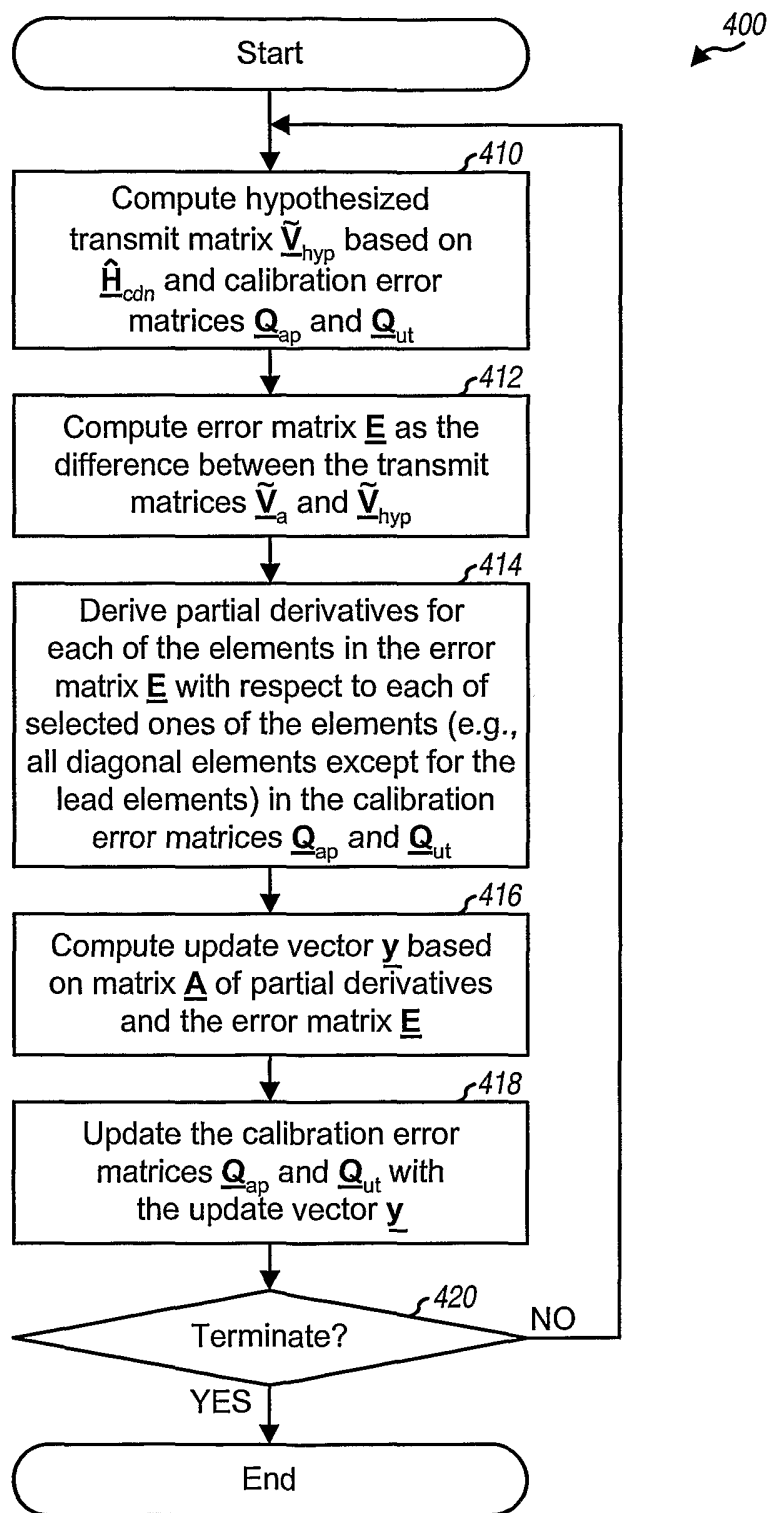 400
Start
410
Compute hypothesized
transmit matrix Ṽhyp based on
Ĥcdn and calibration error
matrices Qap and Qut
412
Compute error matrix E as the
difference between the transmit
matrices Ṽa and Ṽhyp
414
Derive partial derivatives for
each of the elements in the error
matrix E with respect to each of
selected ones of the elements (e.g.,
all diagonal elements except for the
lead elements) in the calibration
error matrices Qap and Qut
416
Compute update vector y based
on matrix A of partial derivatives
and the error matrix E
418
Update the calibration error
matrices Qap and Qut with
the update vector y
420
Terminate?
NO
YES
End